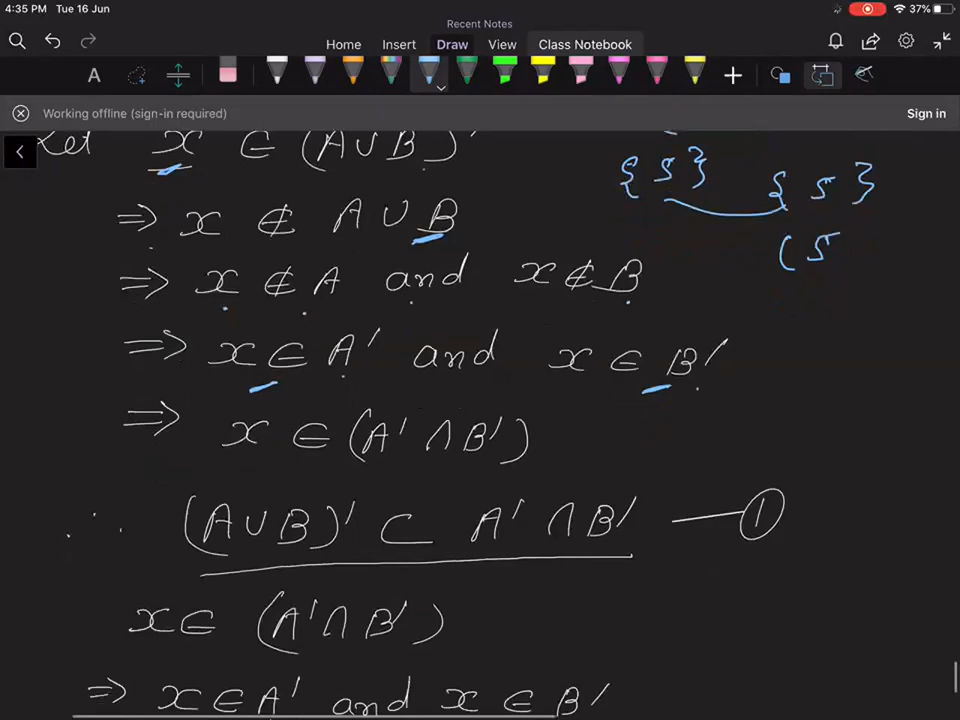 4:35 PM Tue 16 Jun 37%
Recent Notes
Home Insert Draw View Class Notebook
A
Working offline (sign-in required) Sign in
Let x ∈ (A∪B)'
{5} {5}
⇒ x ∉ A ∪ B
(5
⇒ x ∉ A and x ∉ B
⇒ x ∈ A' and x ∈ B'
⇒ x ∈ (A' ∩ B')
∴ (A∪B)' ⊂ A' ∩ B' — ①
x ∈ (A' ∩ B')
⇒ x ∈ A' and x ∈ B'